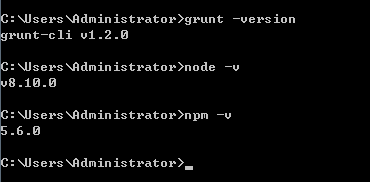 C:\Users\Administrator>grunt -version
grunt-cli v1.2.0
C:\Users\Administrator>node -v
v8.10.0
C:\Users\Administrator>npm -v
5.6.0
C:\Users\Administrator>_